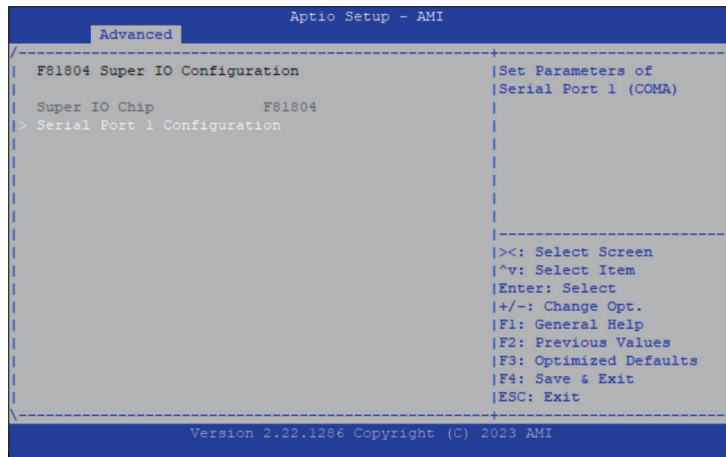 Aptio Setup - AMI
Advanced
F81804 Super IO Configuration
Super IO Chip F81804
> Serial Port 1 Configuration
Set Parameters of
Serial Port 1 (COMA)
><: Select Screen
^v: Select Item
Enter: Select
+/-: Change Opt.
F1: General Help
F2: Previous Values
F3: Optimized Defaults
F4: Save & Exit
ESC: Exit
Version 2.22.1286 Copyright (C) 2023 AMI